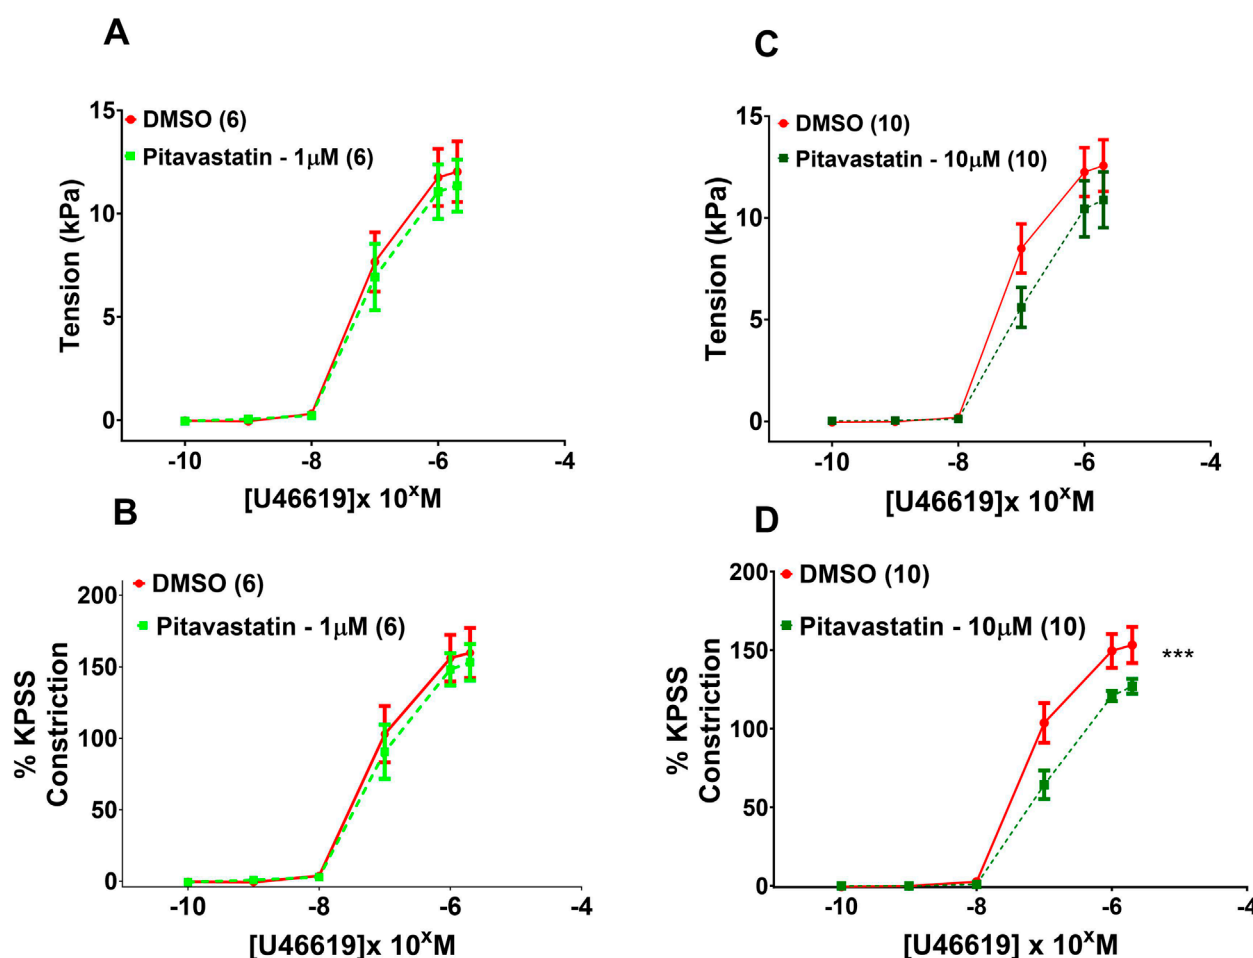 A
15
DMSO (6)
Pitavastatin - 1μM (6)
10
5
0
Tension (kPa)
-10
-8
-6
-4
[U46619]x 10ˣM
B
200
DMSO (6)
Pitavastatin - 1μM (6)
150
100
50
0
% KPSS
Constriction
-10
-8
-6
-4
[U46619]x 10ˣM
C
15
DMSO (10)
Pitavastatin - 10μM (10)
10
5
0
Tension (kPa)
-10
-8
-6
-4
[U46619]x 10ˣM
D
200
DMSO (10)
Pitavastatin - 10μM (10)
150
***
100
50
0
% KPSS
Constriction
-10
-8
-6
-4
[U46619] x 10ˣM